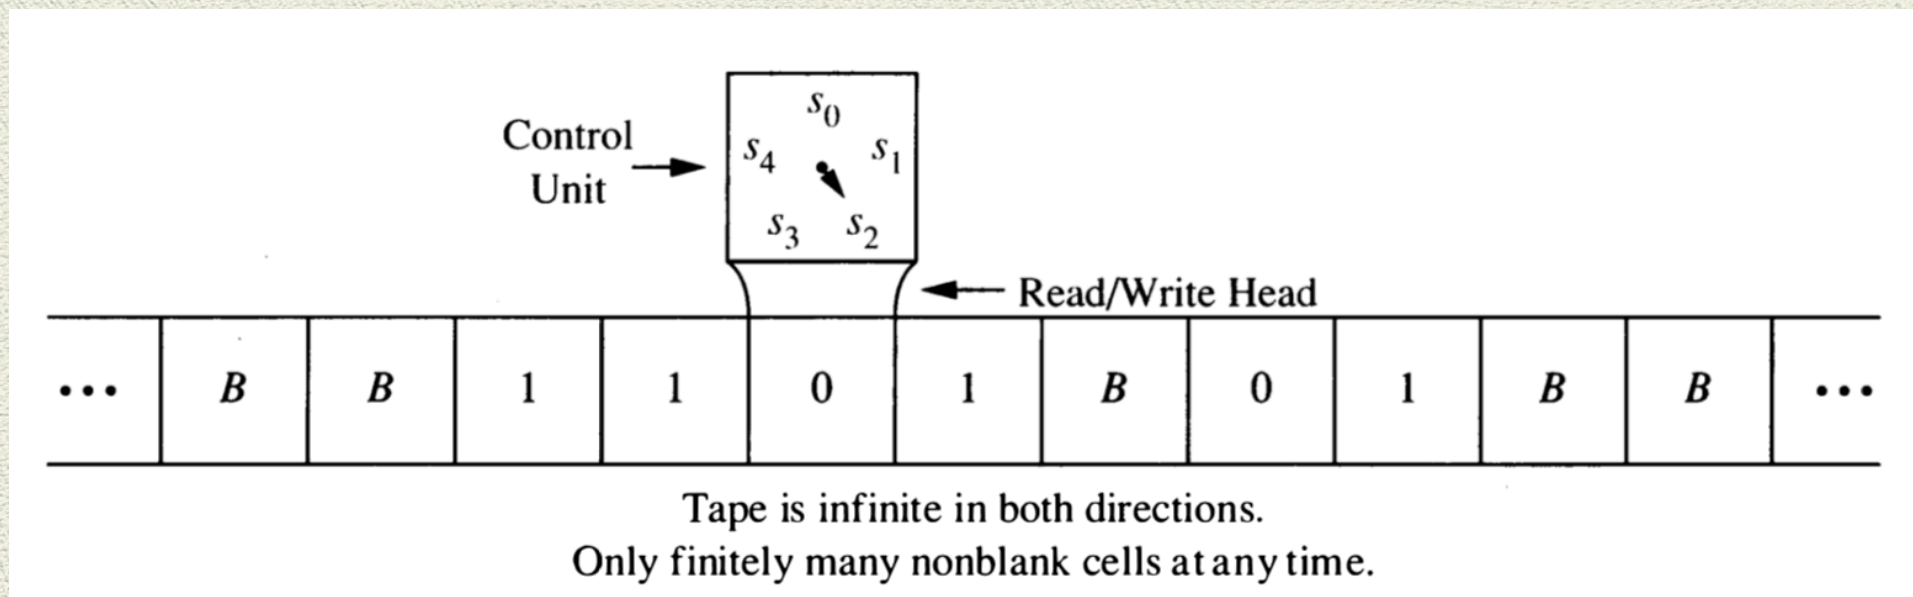 s0
Control
Unit
s4
s1
s3
s2
Read/Write Head
... B B 1 1 0 1 B 0 1 B B ...
Tape is infinite in both directions.
Only finitely many nonblank cells at any time.